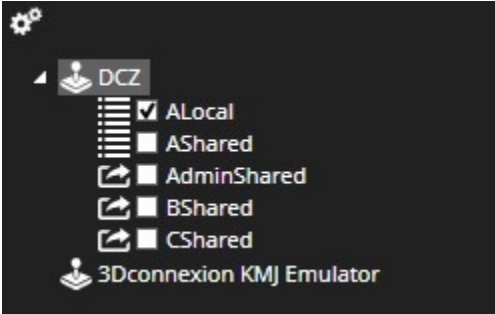 DCZ
ALocal
AShared
AdminShared
BShared
CShared
3Dconnexion KMJ Emulator